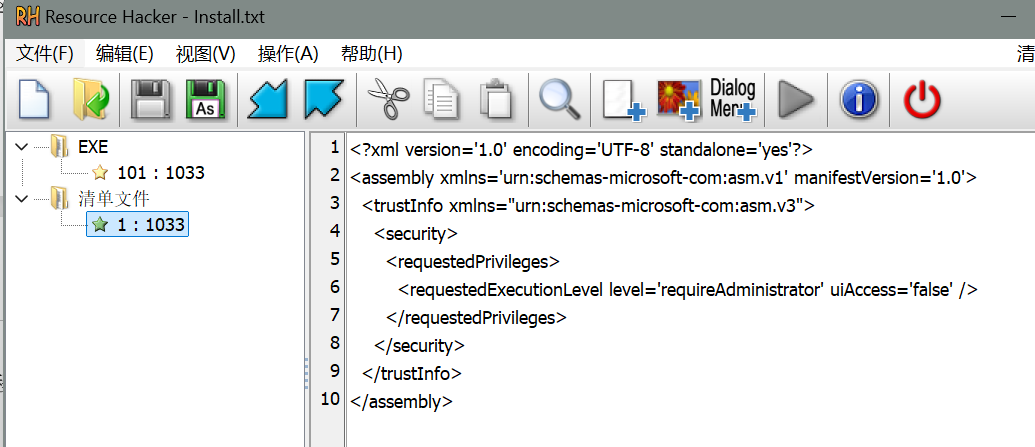 Resource Hacker - Install.txt
文件(F) 编辑(E) 视图(V) 操作(A) 帮助(H) 清
As
Dialog
Menu
EXE
101 : 1033
清单文件
1 : 1033
1 <?xml version='1.0' encoding='UTF-8' standalone='yes'?>
2 <assembly xmlns='urn:schemas-microsoft-com:asm.v1' manifestVersion='1.0'>
3 <trustInfo xmlns="urn:schemas-microsoft-com:asm.v3">
4 <security>
5 <requestedPrivileges>
6 <requestedExecutionLevel level='requireAdministrator' uiAccess='false' />
7 </requestedPrivileges>
8 </security>
9 </trustInfo>
10 </assembly>